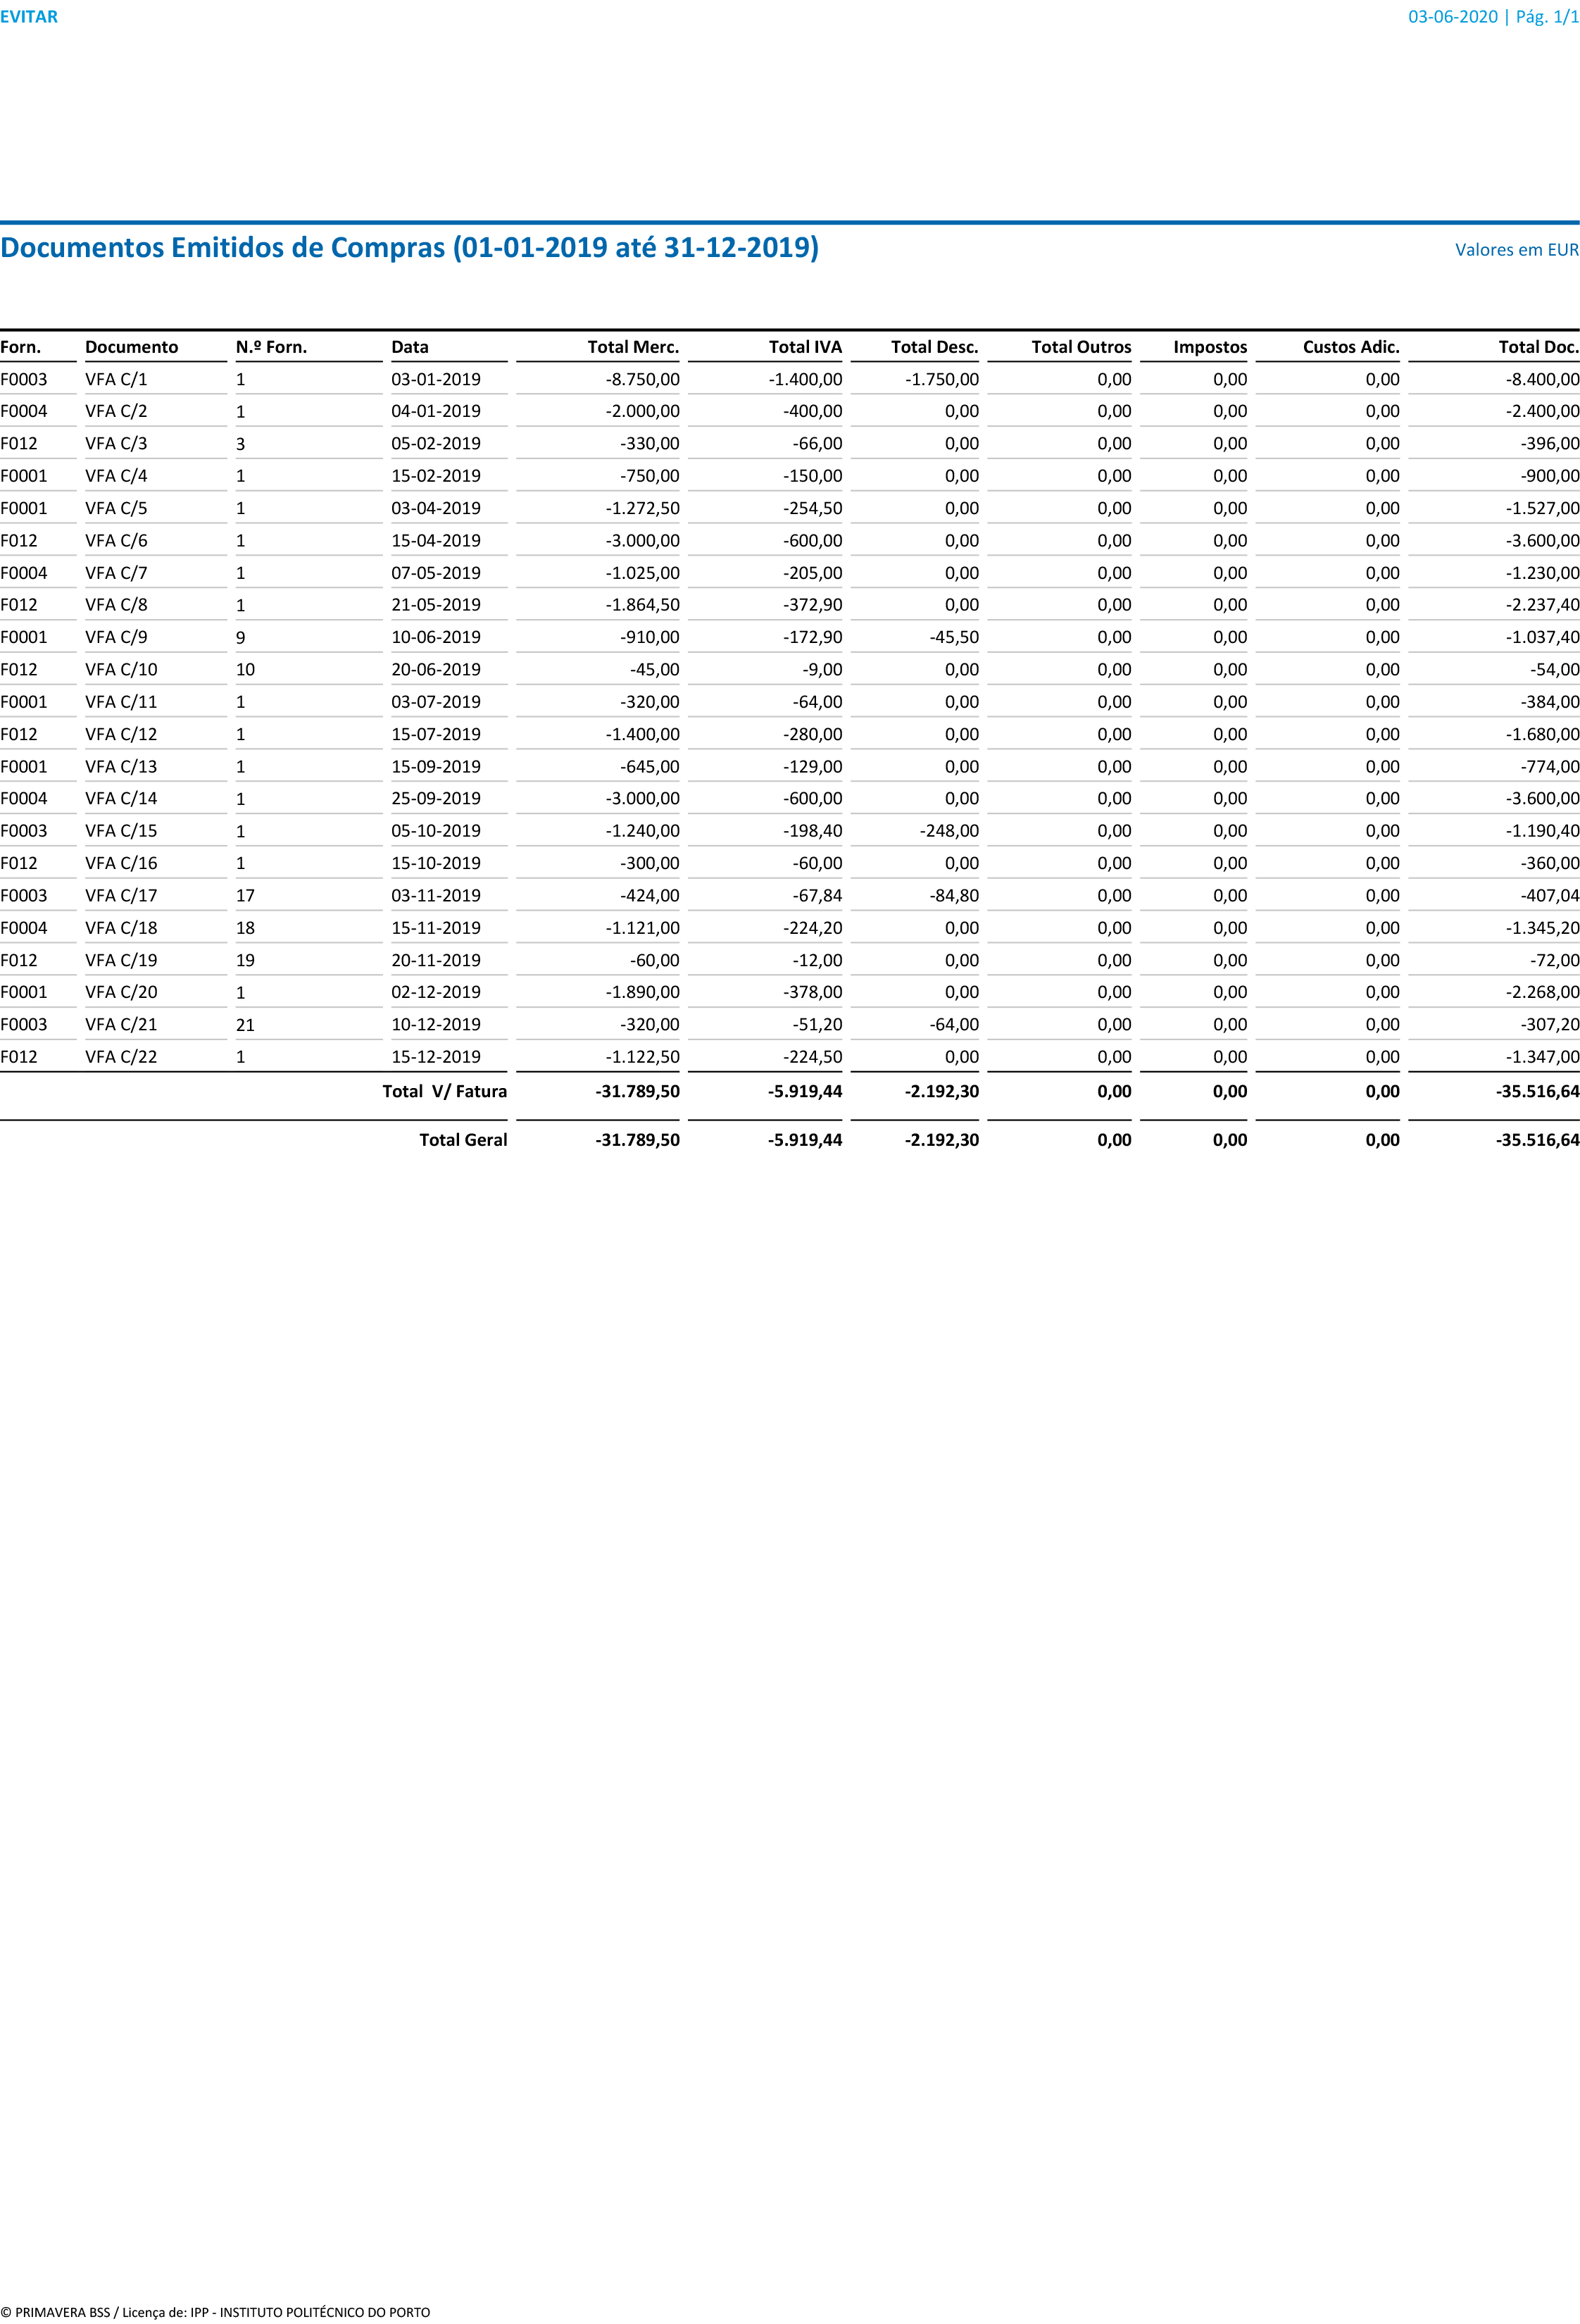 EVITAR 03-06-2020 | Pág. 1/1
Documentos Emitidos de Compras (01-01-2019 até 31-12-2019) Valores em EUR
Forn. Documento N.º Forn. Data Total Merc. Total IVA Total Desc. Total Outros Impostos Custos Adic. Total Doc.
F0003 VFA C/1 1 03-01-2019 -8.750,00 -1.400,00 -1.750,00 0,00 0,00 0,00 -8.400,00
F0004 VFA C/2 1 04-01-2019 -2.000,00 -400,00 0,00 0,00 0,00 0,00 -2.400,00
F012 VFA C/3 3 05-02-2019 -330,00 -66,00 0,00 0,00 0,00 0,00 -396,00
F0001 VFA C/4 1 15-02-2019 -750,00 -150,00 0,00 0,00 0,00 0,00 -900,00
F0001 VFA C/5 1 03-04-2019 -1.272,50 -254,50 0,00 0,00 0,00 0,00 -1.527,00
F012 VFA C/6 1 15-04-2019 -3.000,00 -600,00 0,00 0,00 0,00 0,00 -3.600,00
F0004 VFA C/7 1 07-05-2019 -1.025,00 -205,00 0,00 0,00 0,00 0,00 -1.230,00
F012 VFA C/8 1 21-05-2019 -1.864,50 -372,90 0,00 0,00 0,00 0,00 -2.237,40
F0001 VFA C/9 9 10-06-2019 -910,00 -172,90 -45,50 0,00 0,00 0,00 -1.037,40
F012 VFA C/10 10 20-06-2019 -45,00 -9,00 0,00 0,00 0,00 0,00 -54,00
F0001 VFA C/11 1 03-07-2019 -320,00 -64,00 0,00 0,00 0,00 0,00 -384,00
F012 VFA C/12 1 15-07-2019 -1.400,00 -280,00 0,00 0,00 0,00 0,00 -1.680,00
F0001 VFA C/13 1 15-09-2019 -645,00 -129,00 0,00 0,00 0,00 0,00 -774,00
F0004 VFA C/14 1 25-09-2019 -3.000,00 -600,00 0,00 0,00 0,00 0,00 -3.600,00
F0003 VFA C/15 1 05-10-2019 -1.240,00 -198,40 -248,00 0,00 0,00 0,00 -1.190,40
F012 VFA C/16 1 15-10-2019 -300,00 -60,00 0,00 0,00 0,00 0,00 -360,00
F0003 VFA C/17 17 03-11-2019 -424,00 -67,84 -84,80 0,00 0,00 0,00 -407,04
F0004 VFA C/18 18 15-11-2019 -1.121,00 -224,20 0,00 0,00 0,00 0,00 -1.345,20
F012 VFA C/19 19 20-11-2019 -60,00 -12,00 0,00 0,00 0,00 0,00 -72,00
F0001 VFA C/20 1 02-12-2019 -1.890,00 -378,00 0,00 0,00 0,00 0,00 -2.268,00
F0003 VFA C/21 21 10-12-2019 -320,00 -51,20 -64,00 0,00 0,00 0,00 -307,20
F012 VFA C/22 1 15-12-2019 -1.122,50 -224,50 0,00 0,00 0,00 0,00 -1.347,00
Total V/ Fatura -31.789,50 -5.919,44 -2.192,30 0,00 0,00 0,00 -35.516,64
Total Geral -31.789,50 -5.919,44 -2.192,30 0,00 0,00 0,00 -35.516,64
© PRIMAVERA BSS / Licença de: IPP - INSTITUTO POLITÉCNICO DO PORTO